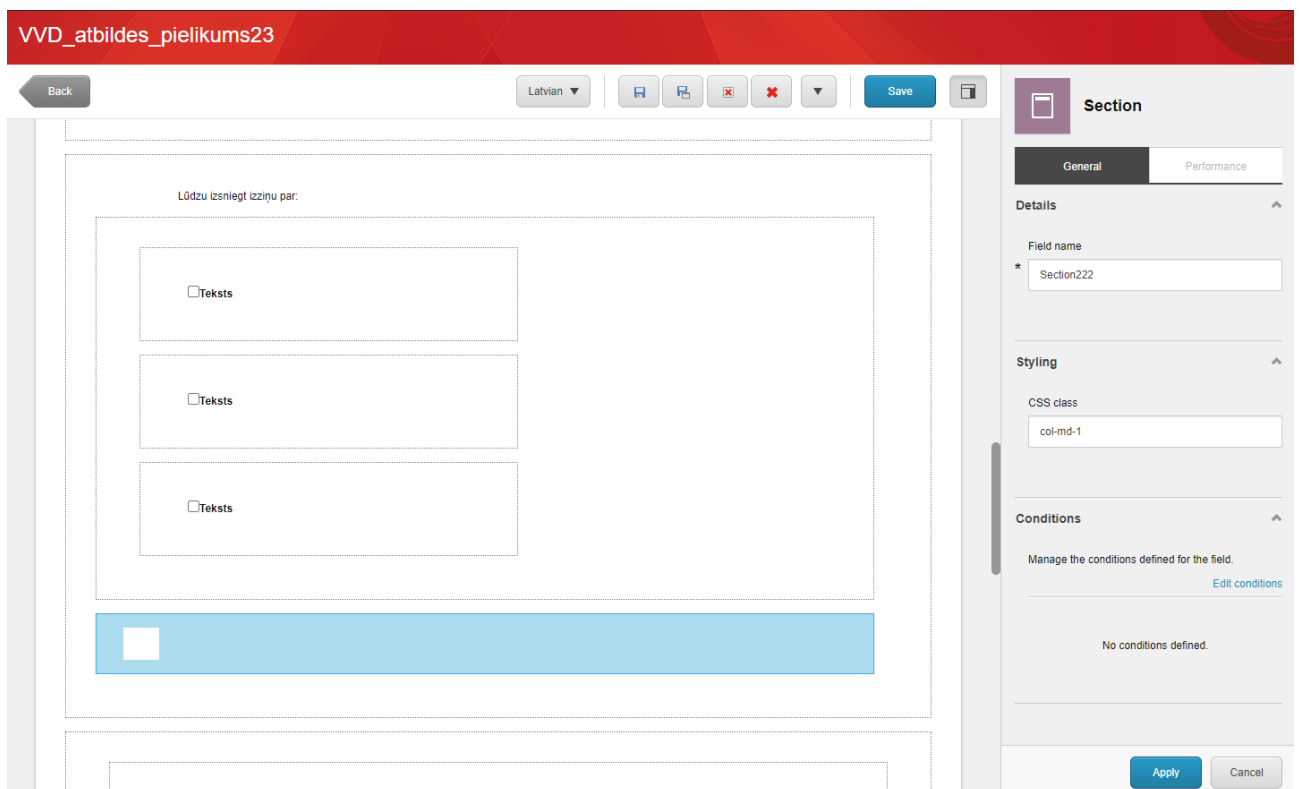 VVD_atbildes_pielikums23
Back
Latvian
Save
Lūdzu izsniegt izziņu par:
Teksts
Teksts
Teksts
Section
General
Performance
Details
Field name
*
Section222
Styling
CSS class
col-md-1
Conditions
Manage the conditions defined for the field.
Edit conditions
No conditions defined.
Apply
Cancel